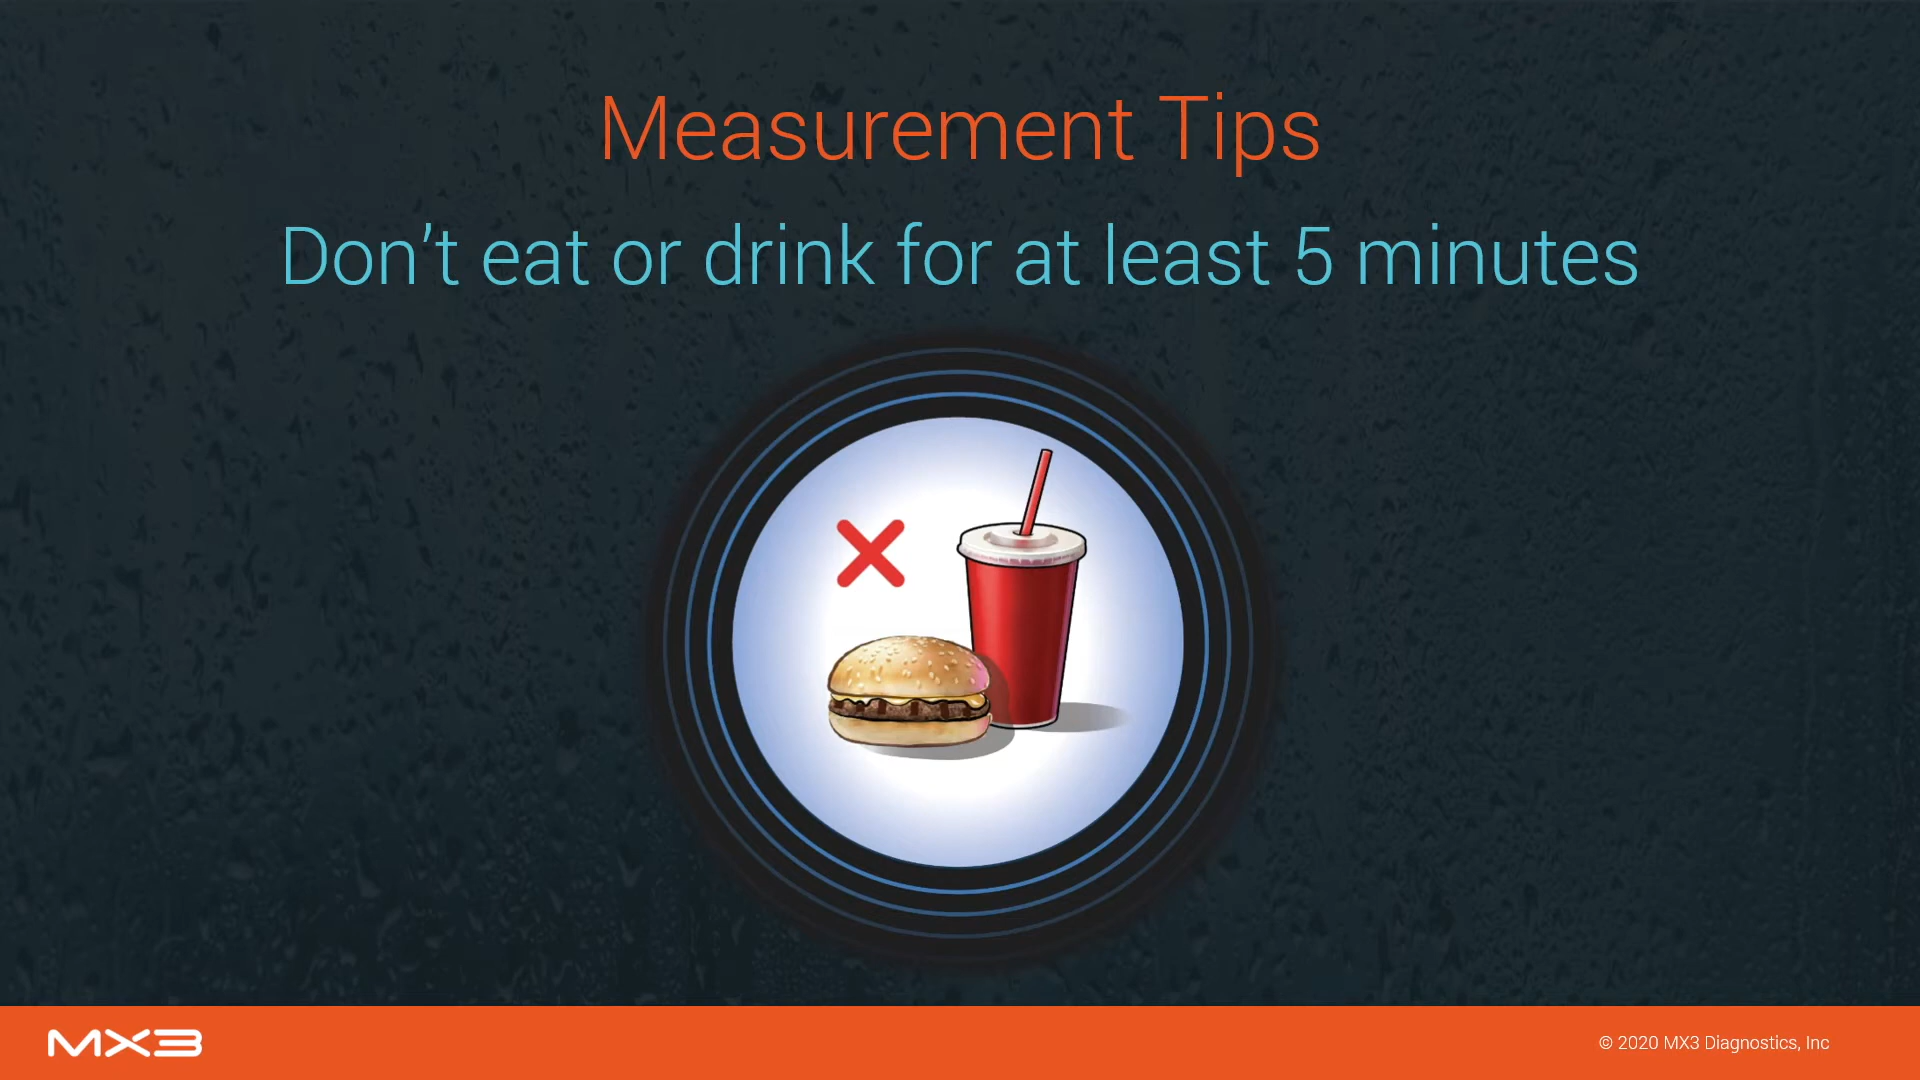 Measurement Tips
Don’t eat or drink for at least 5 minutes
MX3
© 2020 MX3 Diagnostics, Inc